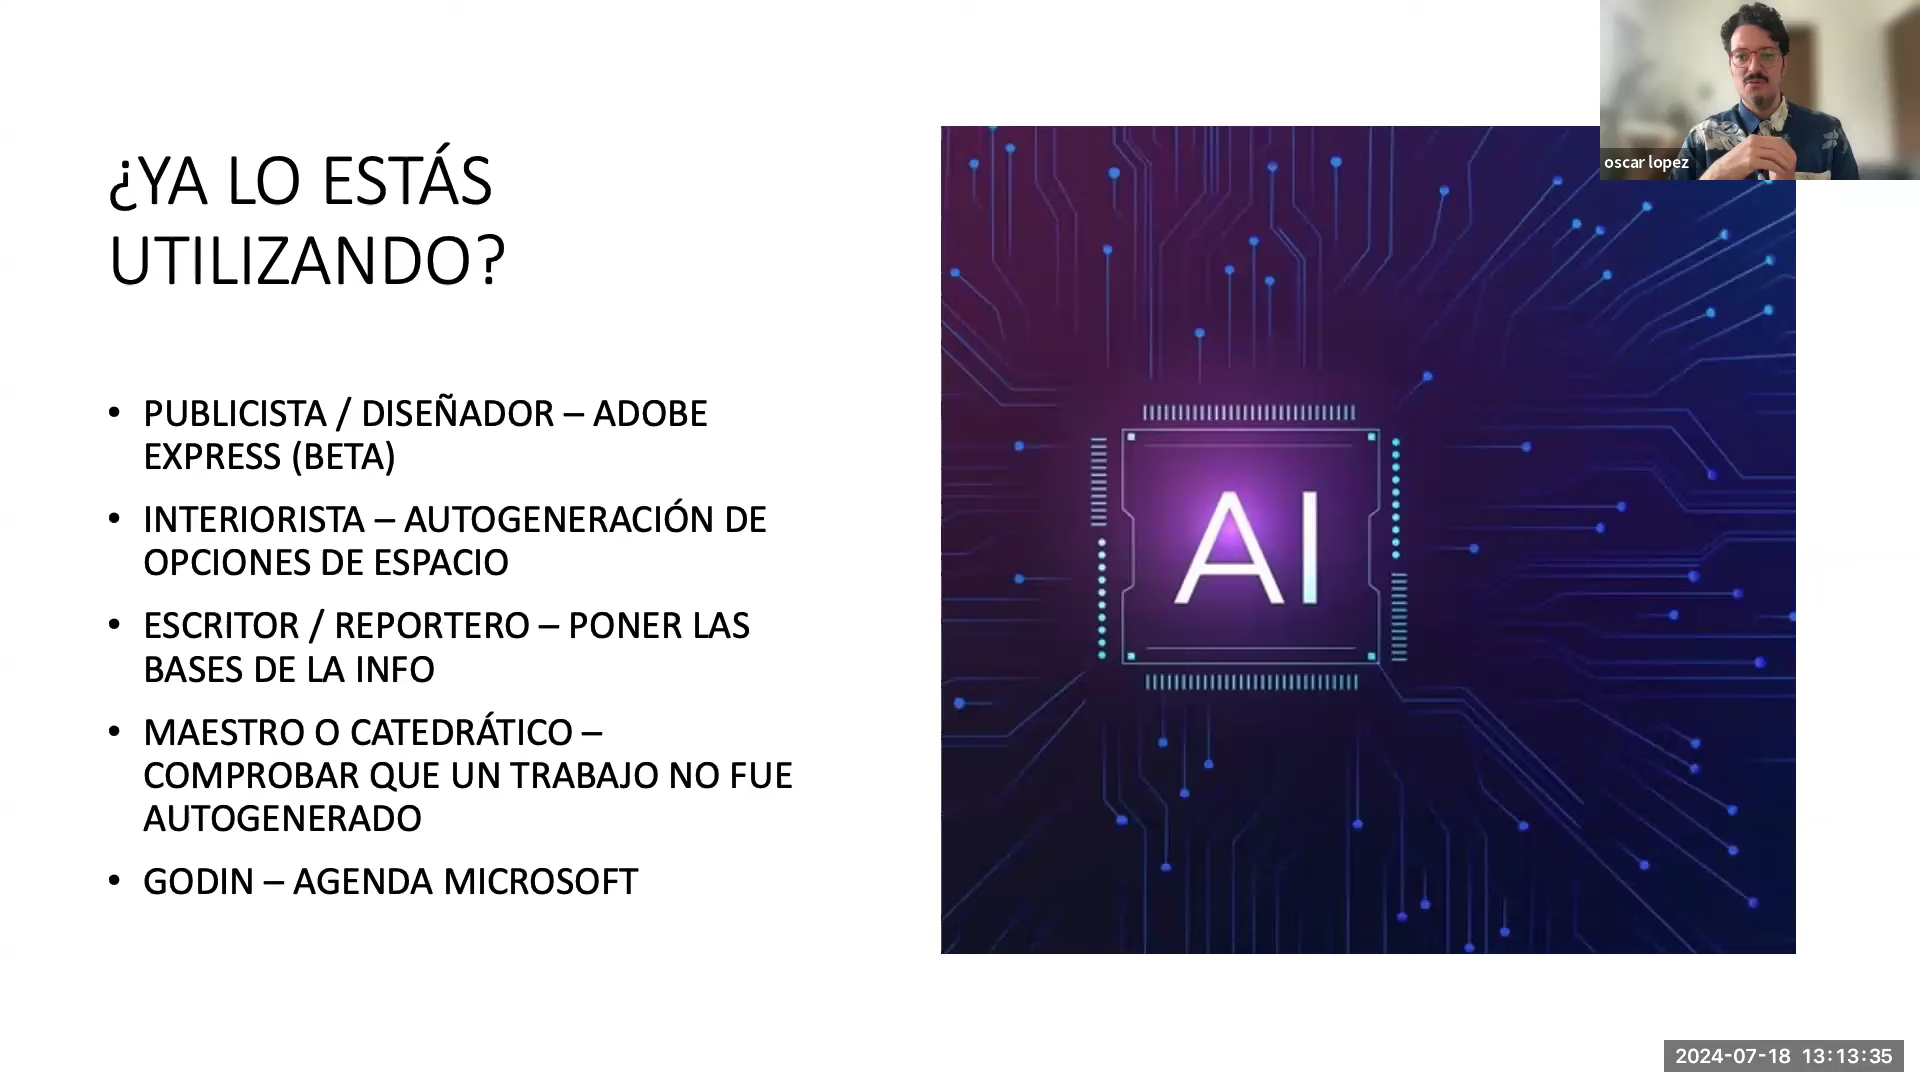 ¿YA LO ESTÁS
UTILIZANDO?
• PUBLICISTA / DISEÑADOR – ADOBE
EXPRESS (BETA)
• INTERIORISTA – AUTOGENERACIÓN DE
OPCIONES DE ESPACIO
• ESCRITOR / REPORTERO – PONER LAS
BASES DE LA INFO
• MAESTRO O CATEDRÁTICO –
COMPROBAR QUE UN TRABAJO NO FUE
AUTOGENERADO
• GODIN – AGENDA MICROSOFT
AI
oscar lopez
2024-07-18 13:13:35